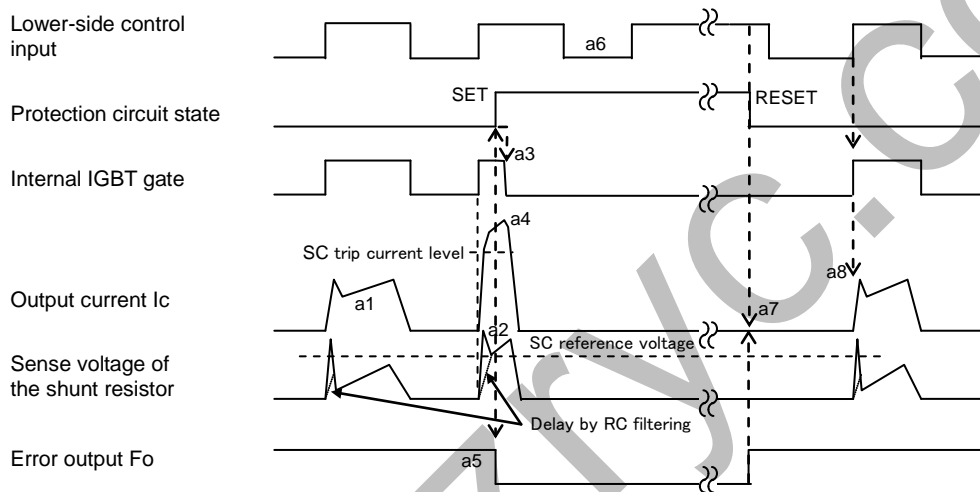 Lower-side control
input
a6
SET
RESET
Protection circuit state
a3
Internal IGBT gate
a4
SC trip current level
a8
Output current Ic
a1
a7
a2
SC reference voltage
Sense voltage of
the shunt resistor
Delay by RC filtering
Error output Fo
a5